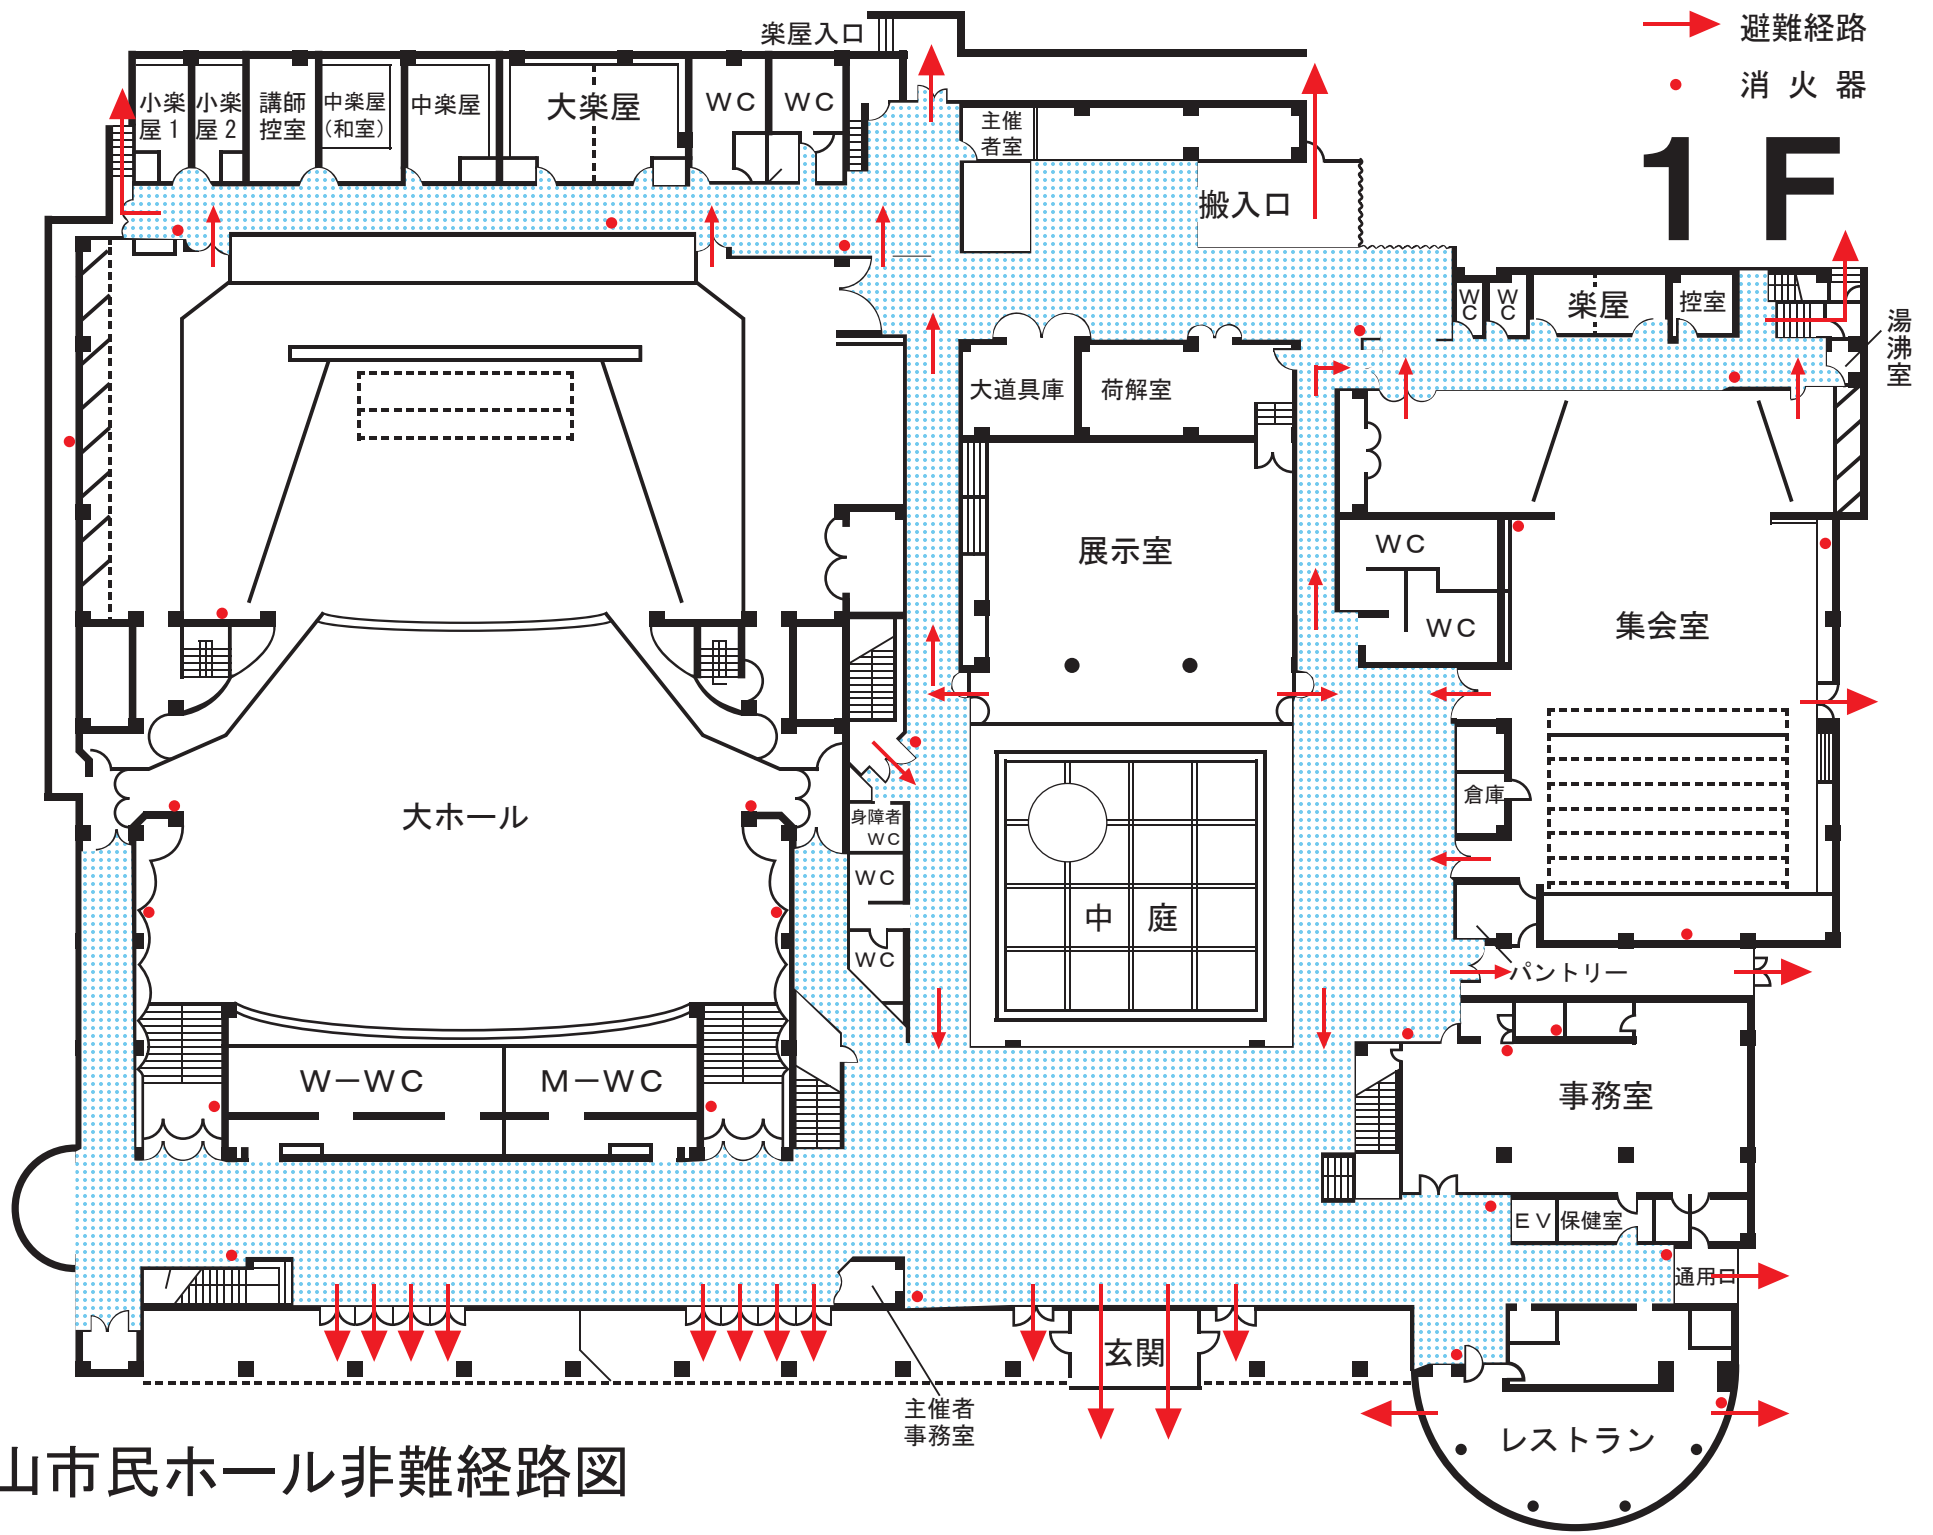 避難経路
消火器
1F
楽屋入口
小楽
屋1
小楽
屋2
講師
控室
中楽屋
(和室)
中楽屋
大楽屋
WC
WC
主催
者室
搬入口
WC
WC
楽屋
控室
湯沸室
大道具庫
荷解室
展示室
WC
WC
集会室
大ホール
身障者
WC
WC
WC
中庭
倉庫
パントリー
W−WC
M−WC
事務室
EV
保健室
通用口
玄関
主催者
事務室
レストラン
山市民ホール非難経路図